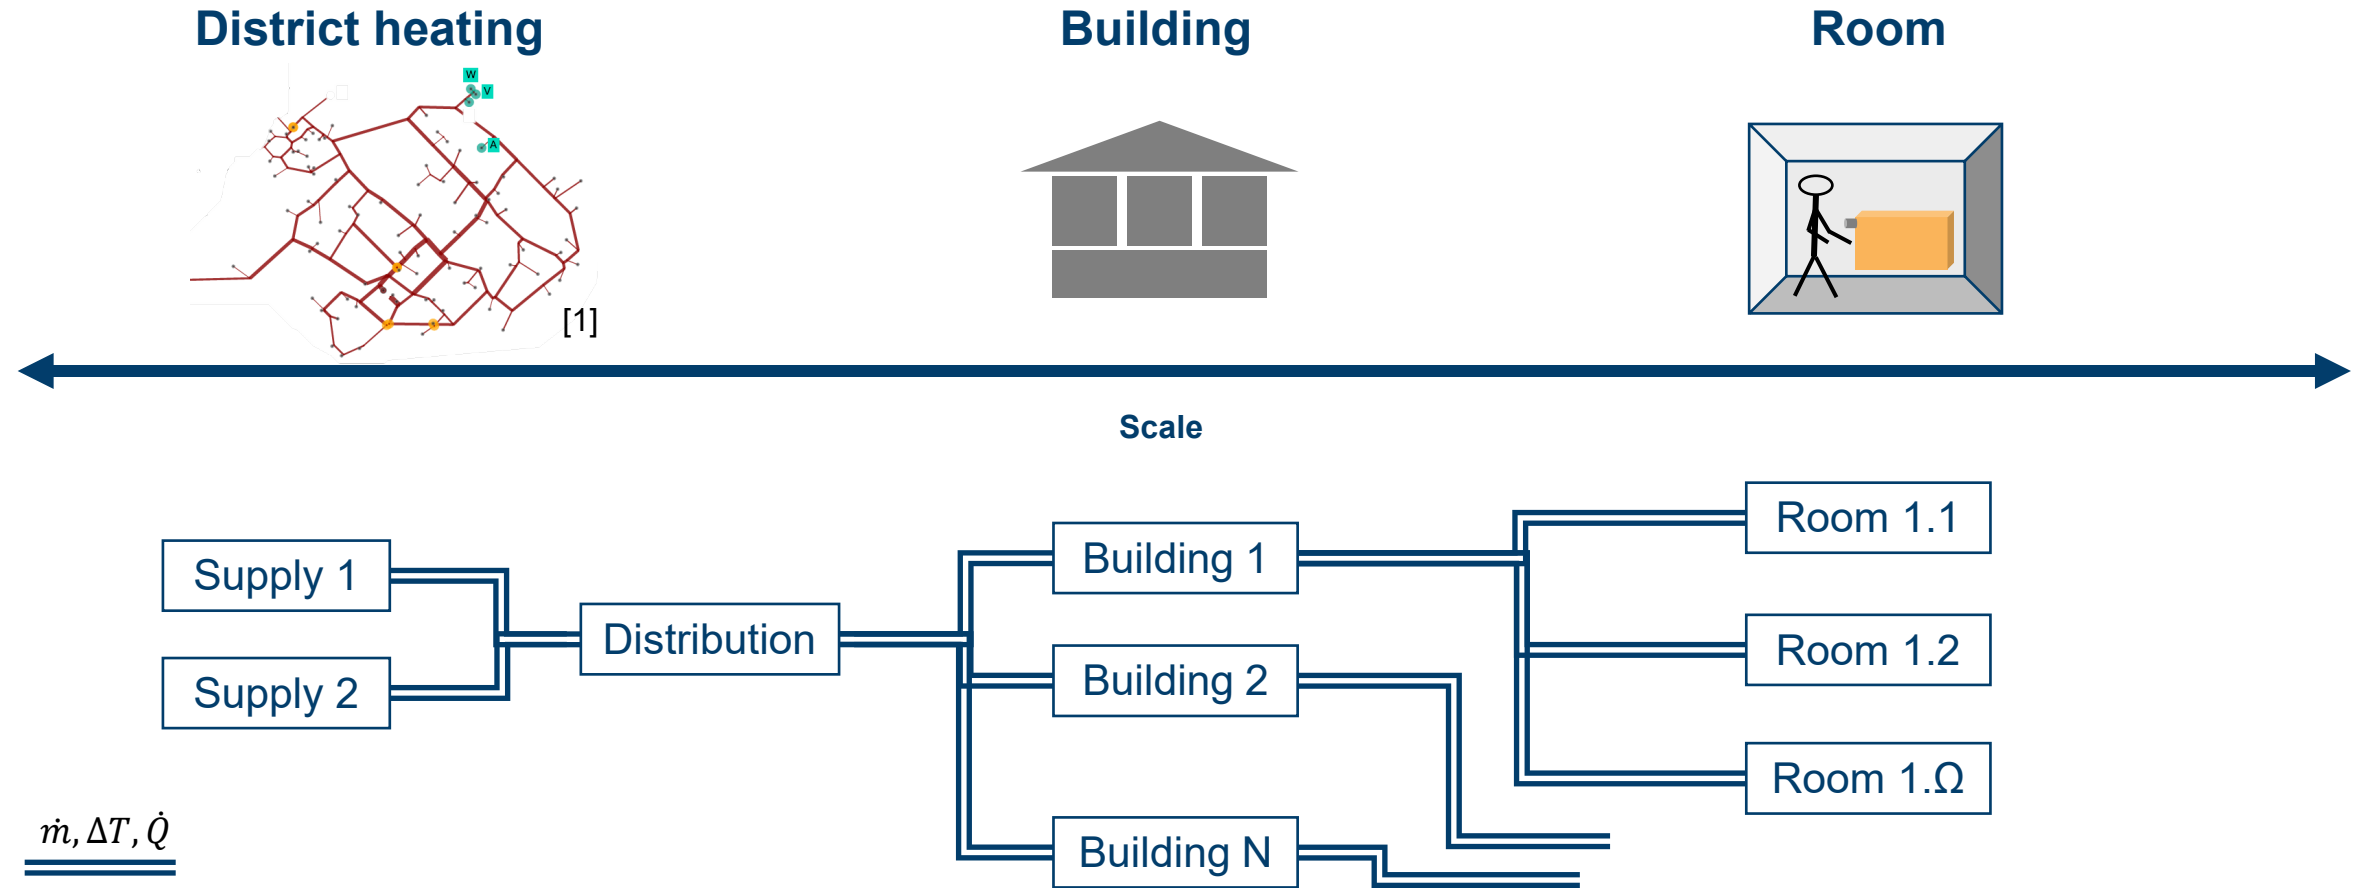 District heating
Building
Room
W
V
A
[1]
Scale
Supply 1
Supply 2
Distribution
Building 1
Building 2
Building N
Room 1.1
Room 1.2
Room 1.Ω
ṁ, ΔT, Q̇